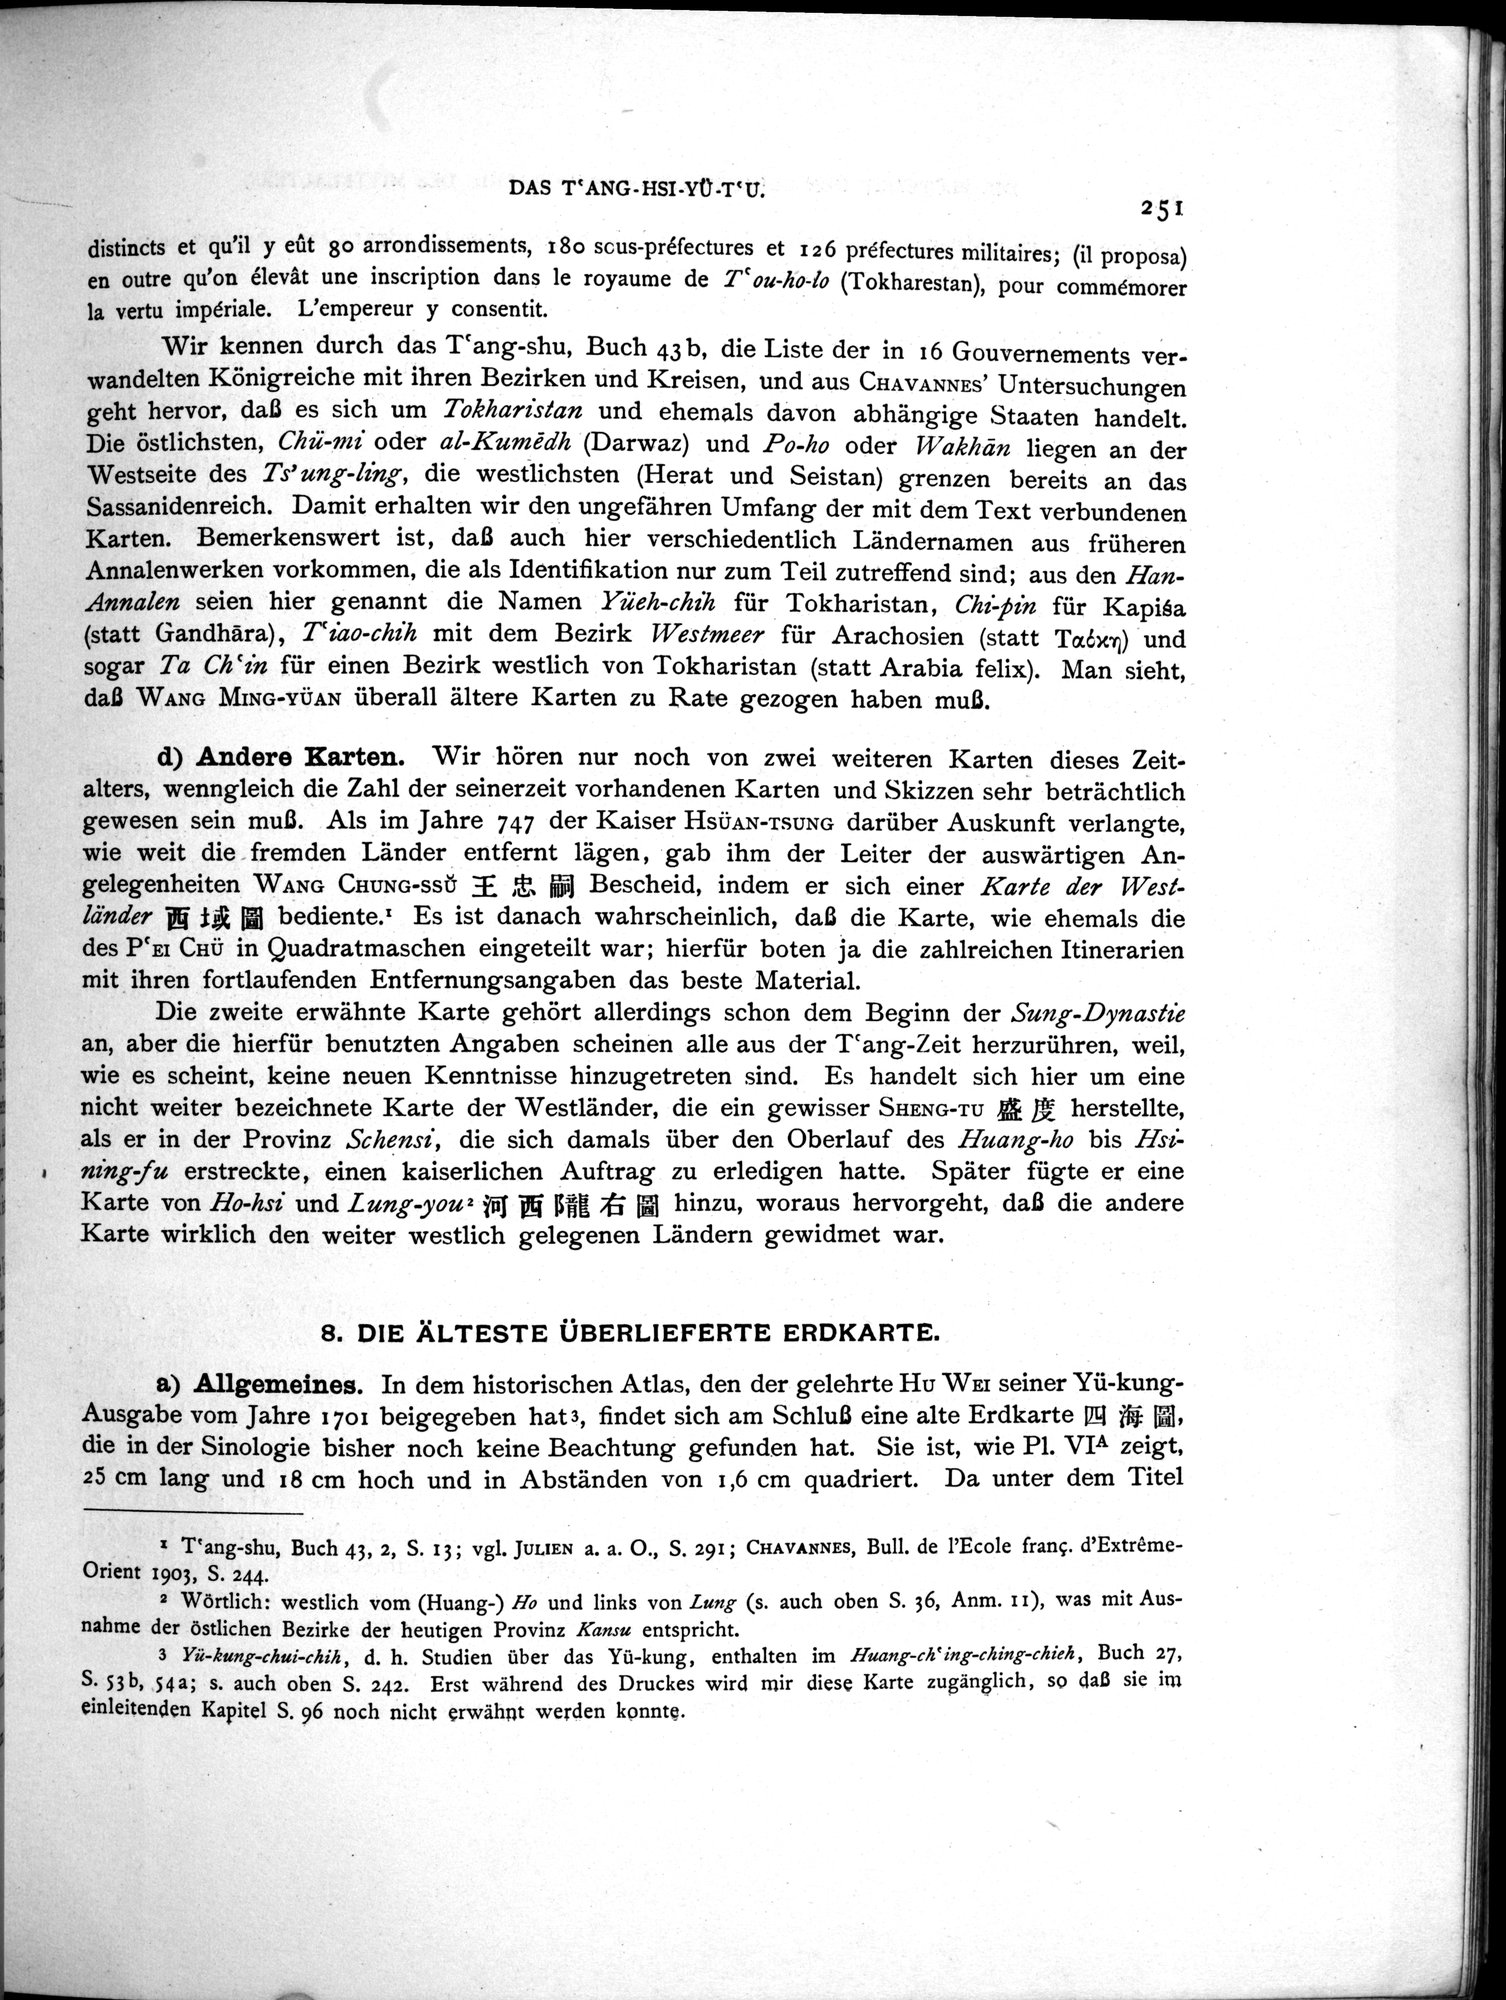 DAS TʻANG-HSI-YÜ-TʻU.
251
distincts et qu'il y eût 80 arrondissements, 180 sous-préfectures et 126 préfectures militaires; (il proposa)
en outre qu'on élevât une inscription dans le royaume de Tʻou-ho-lo (Tokharestan), pour commémorer
la vertu impériale. L'empereur y consentit.
Wir kennen durch das Tʻang-shu, Buch 43b, die Liste der in 16 Gouvernements ver-
wandelten Königreiche mit ihren Bezirken und Kreisen, und aus CHAVANNES' Untersuchungen
geht hervor, daß es sich um Tokharistan und ehemals davon abhängige Staaten handelt.
Die östlichsten, Chü-mi oder al-Kumēdh (Darwaz) und Po-ho oder Wakhān liegen an der
Westseite des Ts'ung-ling, die westlichsten (Herat und Seistan) grenzen bereits an das
Sassanidenreich. Damit erhalten wir den ungefähren Umfang der mit dem Text verbundenen
Karten. Bemerkenswert ist, daß auch hier verschiedentlich Ländernamen aus früheren
Annalenwerken vorkommen, die als Identifikation nur zum Teil zutreffend sind; aus den Han-
Annalen seien hier genannt die Namen Yüeh-chïh für Tokharistan, Chi-pin für Kapiśa
(statt Gandhāra), Tʻiao-chih mit dem Bezirk Westmeer für Arachosien (statt Ταόκη) und
sogar Ta Chʻin für einen Bezirk westlich von Tokharistan (statt Arabia felix). Man sieht,
daß WANG MING-YÜAN überall ältere Karten zu Rate gezogen haben muß.
d) Andere Karten. Wir hören nur noch von zwei weiteren Karten dieses Zeit-
alters, wenngleich die Zahl der seinerzeit vorhandenen Karten und Skizzen sehr beträchtlich
gewesen sein muß. Als im Jahre 747 der Kaiser HSÜAN-TSUNG darüber Auskunft verlangte,
wie weit die fremden Länder entfernt lägen, gab ihm der Leiter der auswärtigen An-
gelegenheiten WANG CHUNG-SSŬ 王忠嗣 Bescheid, indem er sich einer Karte der West-
länder 西域圖 bediente.¹ Es ist danach wahrscheinlich, daß die Karte, wie ehemals die
des PʻEI CHÜ in Quadratmaschen eingeteilt war; hierfür boten ja die zahlreichen Itinerarien
mit ihren fortlaufenden Entfernungsangaben das beste Material.
Die zweite erwähnte Karte gehört allerdings schon dem Beginn der Sung-Dynastie
an, aber die hierfür benutzten Angaben scheinen alle aus der Tʻang-Zeit herzurühren, weil,
wie es scheint, keine neuen Kenntnisse hinzugetreten sind. Es handelt sich hier um eine
nicht weiter bezeichnete Karte der Westländer, die ein gewisser SHENG-TU 盛度 herstellte,
als er in der Provinz Schensi, die sich damals über den Oberlauf des Huang-ho bis Hsi-
ning-fu erstreckte, einen kaiserlichen Auftrag zu erledigen hatte. Später fügte er eine
Karte von Ho-hsi und Lung-you² 河西隴右圖 hinzu, woraus hervorgeht, daß die andere
Karte wirklich den weiter westlich gelegenen Ländern gewidmet war.
8. DIE ÄLTESTE ÜBERLIEFERTE ERDKARTE.
a) Allgemeines. In dem historischen Atlas, den der gelehrte HU WEI seiner Yü-kung-
Ausgabe vom Jahre 1701 beigegeben hat³, findet sich am Schluß eine alte Erdkarte 四海圖,
die in der Sinologie bisher noch keine Beachtung gefunden hat. Sie ist, wie Pl. VIᴬ zeigt,
25 cm lang und 18 cm hoch und in Abständen von 1,6 cm quadriert. Da unter dem Titel
¹ Tʻang-shu, Buch 43, 2, S. 13; vgl. JULIEN a. a. O., S. 291; CHAVANNES, Bull. de l'Ecole franç. d'Extrême-
Orient 1903, S. 244.
² Wörtlich: westlich vom (Huang-) Ho und links von Lung (s. auch oben S. 36, Anm. 11), was mit Aus-
nahme der östlichen Bezirke der heutigen Provinz Kansu entspricht.
3 Yü-kung-chui-chih, d. h. Studien über das Yü-kung, enthalten im Huang-chʻing-ching-chieh, Buch 27,
S. 53b, 54a; s. auch oben S. 242. Erst während des Druckes wird mir diese Karte zugänglich, so daß sie im
einleitenden Kapitel S. 96 noch nicht erwähnt werden konnte.